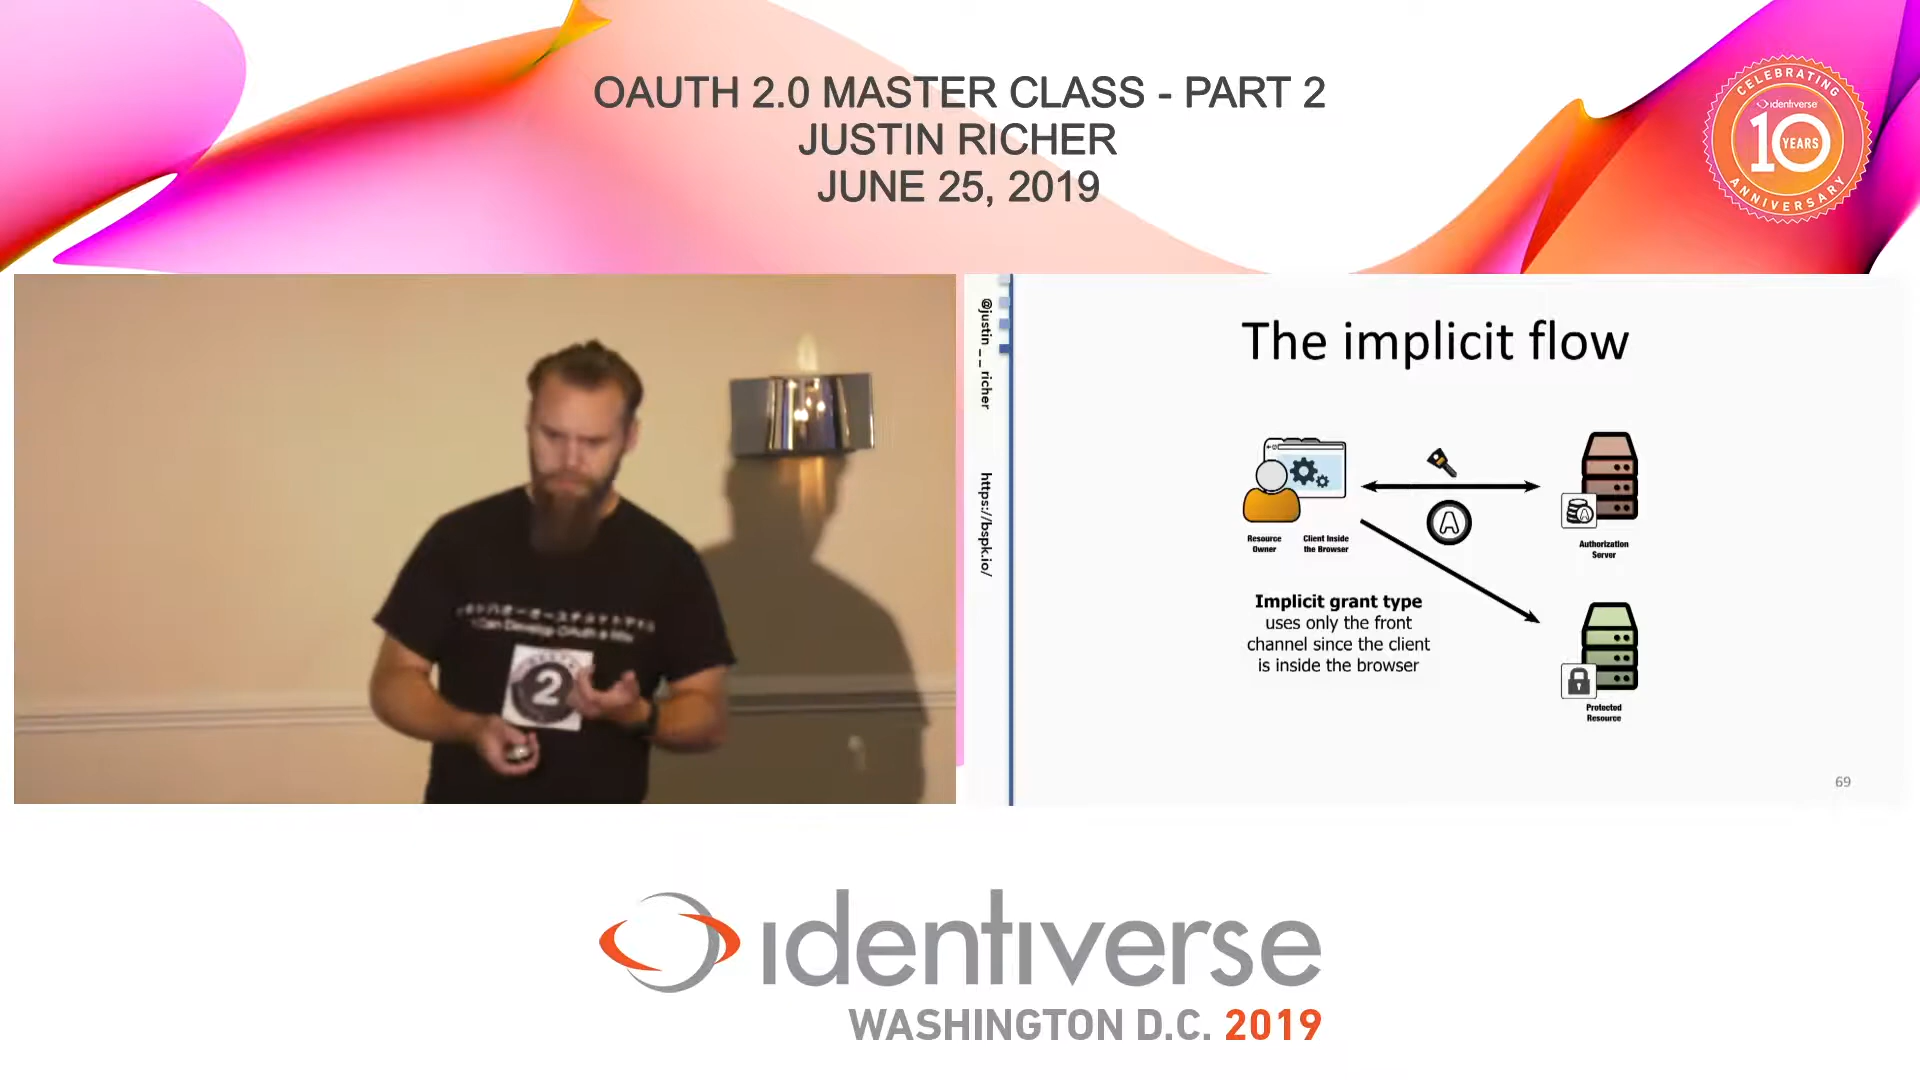 OAUTH 2.0 MASTER CLASS - PART 2
JUSTIN RICHER
JUNE 25, 2019
CELEBRATING
identiverse
10
YEARS
ANNIVERSARY
2
@justin__richer
https://bspk.io/
The implicit flow
A
A
Resource
Owner
Client Inside
the Browser
Authorization
Server
Implicit grant type
uses only the front
channel since the client
is inside the browser
Protected
Resource
69
identiverse
WASHINGTON D.C. 2019